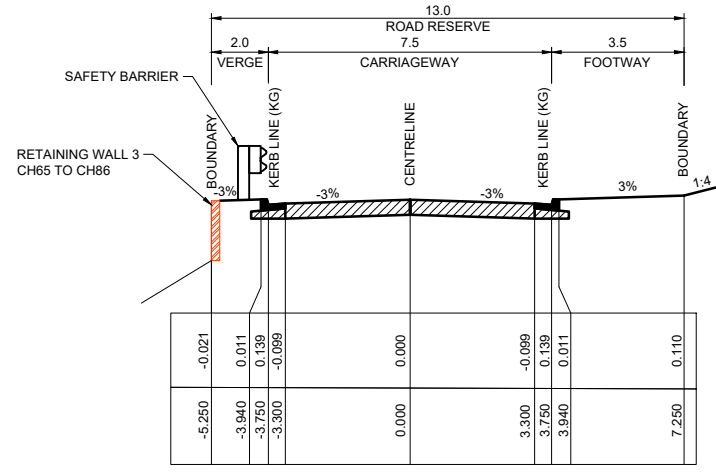 13.0
ROAD RESERVE
2.0
7.5
3.5
VERGE
CARRIAGEWAY
FOOTWAY
SAFETY BARRIER
RETAINING WALL 3
CH65 TO CH86
BOUNDARY
KERB LINE (KG)
CENTRELINE
KERB LINE (KG)
BOUNDARY
-3%
-3%
-3%
3%
1:4
-0.021
0.011
0.139
-0.099
0.000
-0.099
0.139
0.011
0.110
-5.250
-3.940
-3.750
-3.300
0.000
3.300
3.750
3.940
7.250